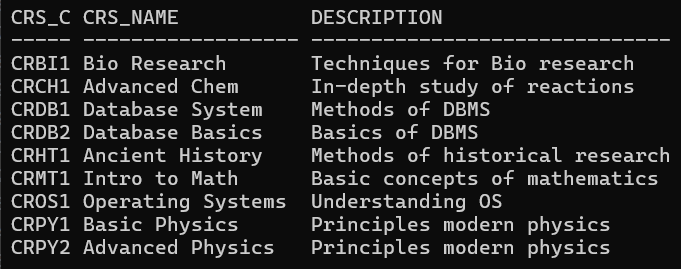 CRS_C CRS_NAME           DESCRIPTION
----- ------------------ ------------------------------
CRBI1 Bio Research       Techniques for Bio research
CRCH1 Advanced Chem      In-depth study of reactions
CRDB1 Database System    Methods of DBMS
CRDB2 Database Basics    Basics of DBMS
CRHT1 Ancient History    Methods of historical research
CRMT1 Intro to Math      Basic concepts of mathematics
CROS1 Operating Systems  Understanding OS
CRPY1 Basic Physics      Principles modern physics
CRPY2 Advanced Physics   Principles modern physics